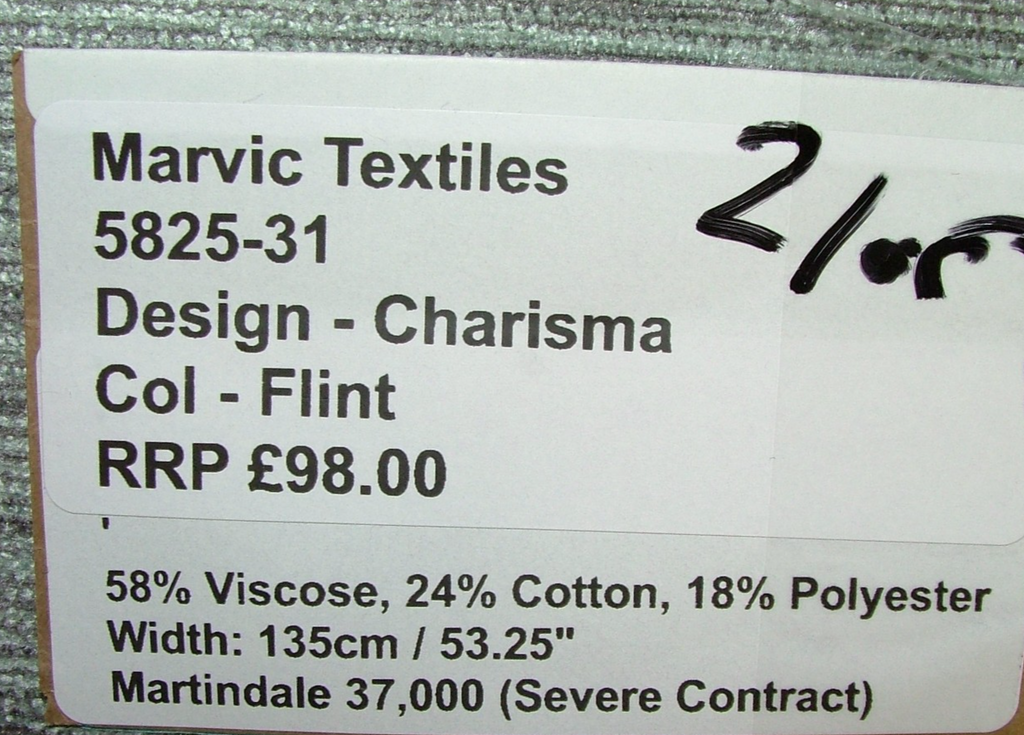 Marvic Textiles
5825-31
Design - Charisma
Col - Flint
RRP £98.00
58% Viscose, 24% Cotton, 18% Polyester
Width: 135cm / 53.25"
Martindale 37,000 (Severe Contract)